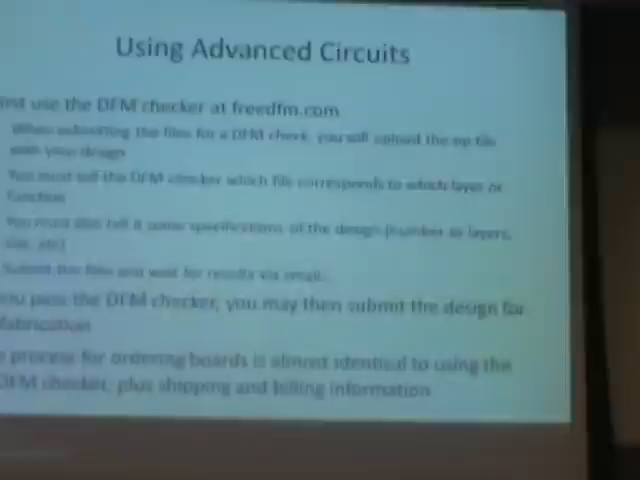 Using Advanced Circuits
use the DFM checker at freedfm.com
When submitting the files for a DFM check, you will upload the zip file
with your design
You must tell the DFM checker which file corresponds to which layer or
function
You must also tell it some specifications of the design (number of layers,
size, etc)
Submit the files and wait for results via email.
you pass the DFM checker, you may then submit the design for
fabrication
process for ordering boards is almost identical to using the
DFM checker, plus shipping and billing information